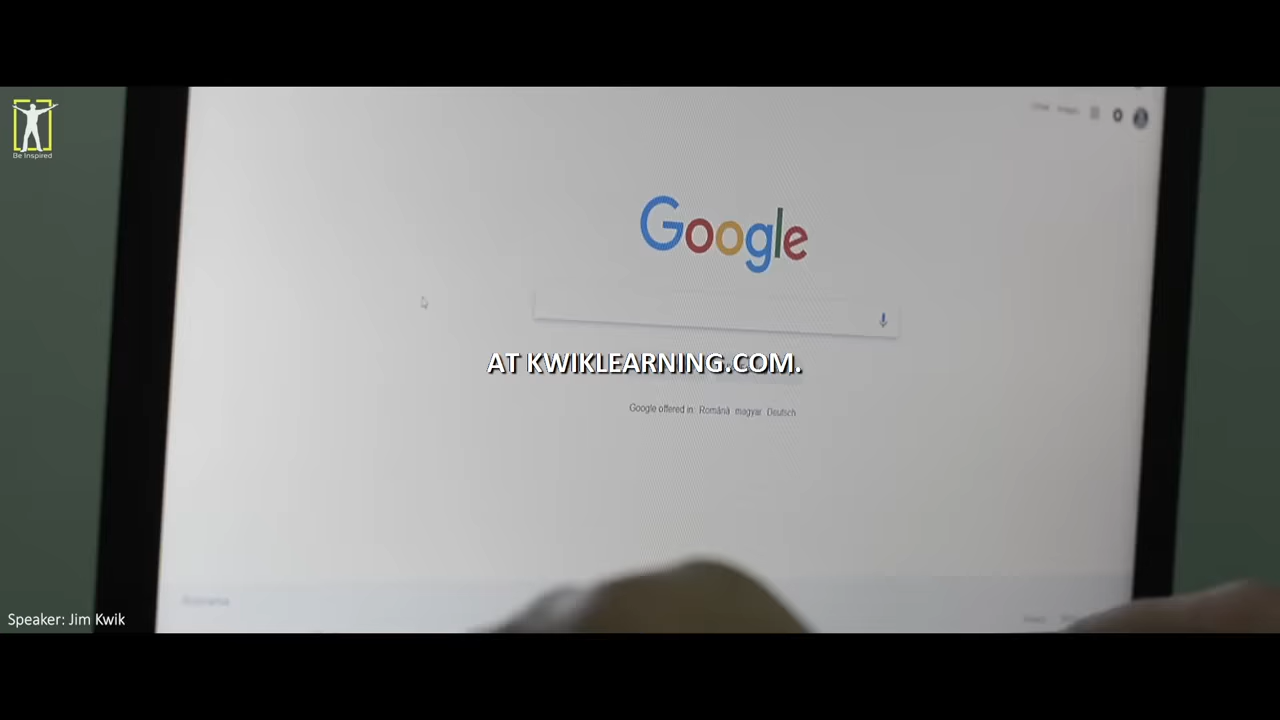 Be Inspired
Google
AT KWIKLEARNING.COM.
Google offered in: Română magyar Deutsch
Speaker: Jim Kwik